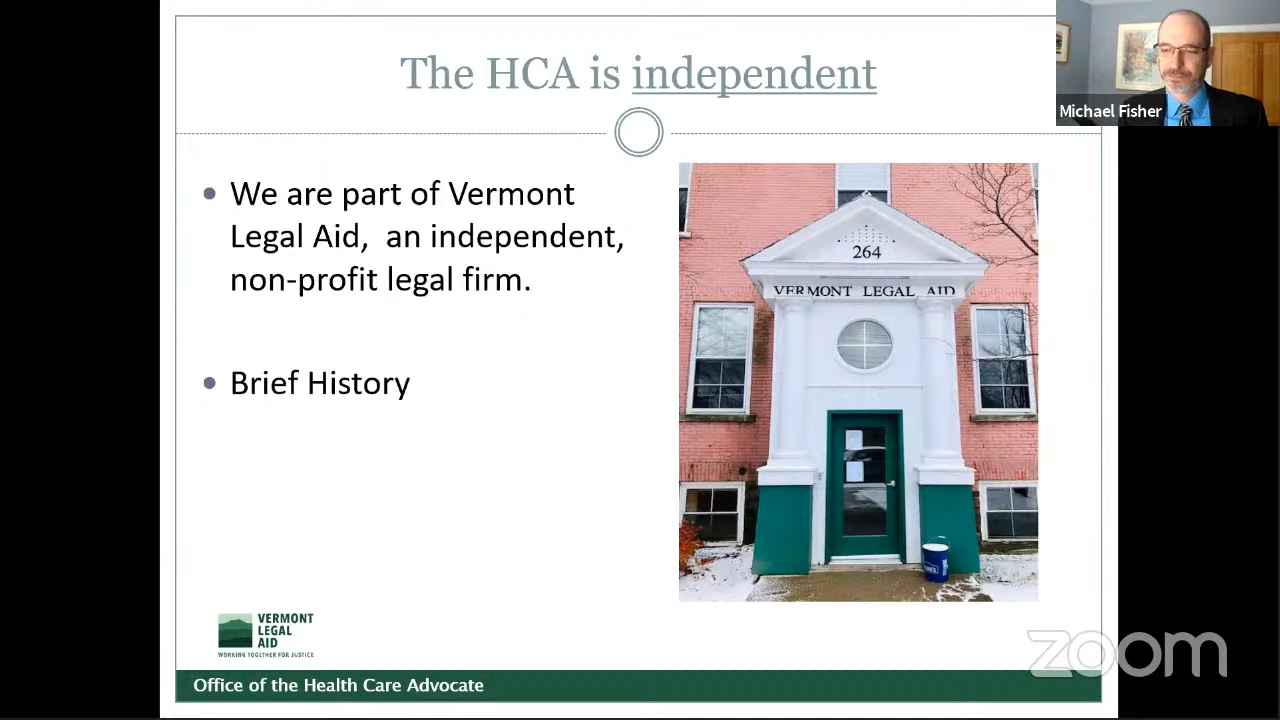 The HCA is independent
Michael Fisher
• We are part of Vermont
Legal Aid,  an independent,
non-profit legal firm.
• Brief History
264
VERMONT LEGAL AID
VERMONT
LEGAL
AID
WORKING TOGETHER FOR JUSTICE
Office of the Health Care Advocate
zoom